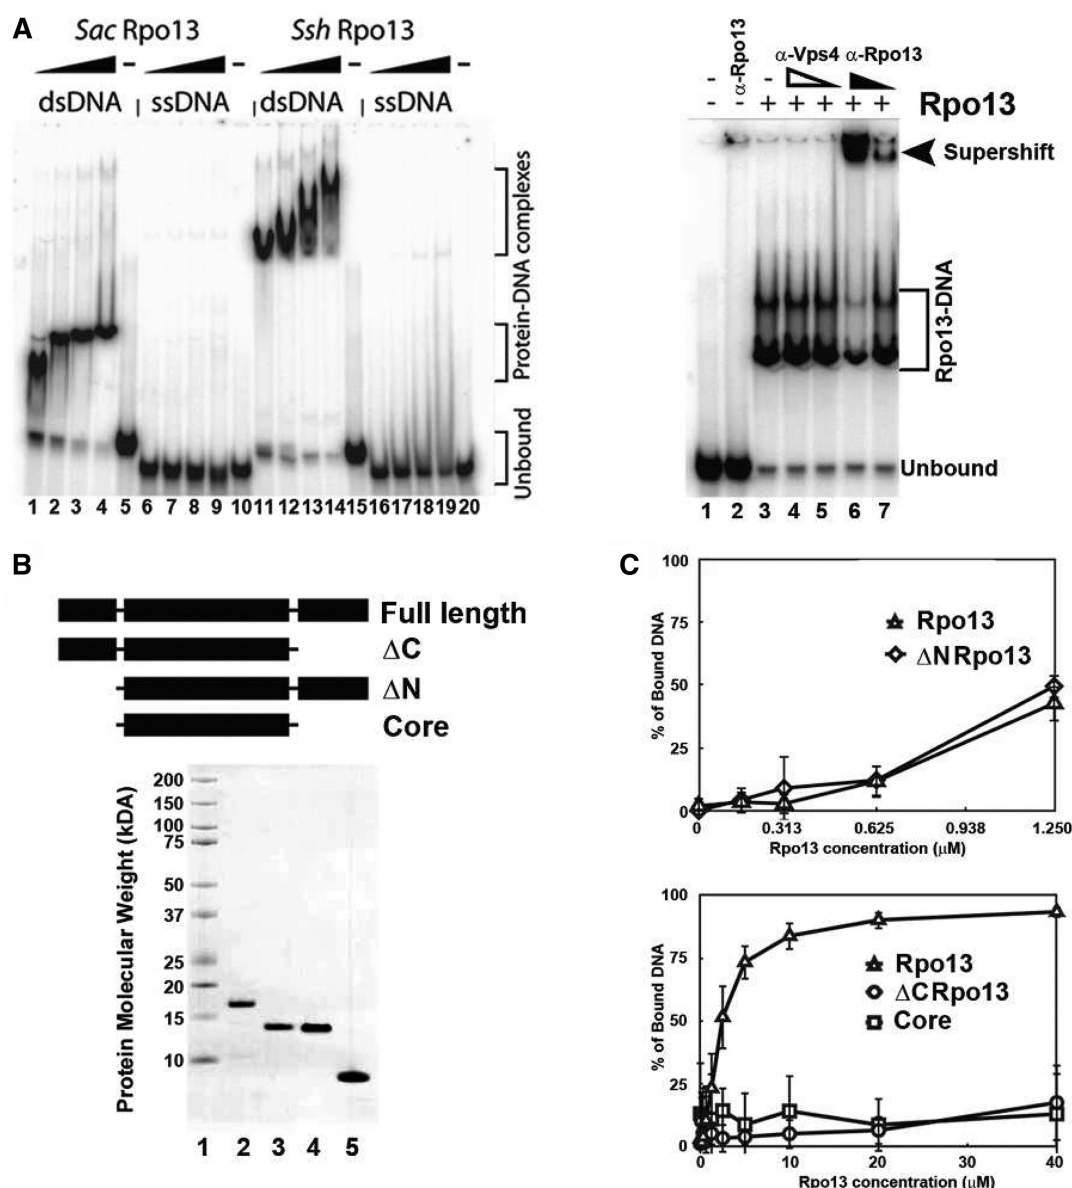 A
Sac Rpo13 Ssh Rpo13
- - - -
dsDNA ssDNA dsDNA ssDNA
Protein-DNA complexes
Unbound
1 2 3 4 5 6 7 8 9 10 11 12 13 14 15 16 17 18 19 20
α-Rpo13
α-Vps4 α-Rpo13
- -
- - + + + + + Rpo13
Supershift
Rpo13-DNA
Unbound
1 2 3 4 5 6 7
B
Full length
ΔC
ΔN
Core
Protein Molecular Weight (kDA)
200
150
100
75
50
37
25
20
15
10
1 2 3 4 5
C
100
75
50
25
0
% of Bound DNA
Rpo13
ΔNRpo13
0 0.313 0.625 0.938 1.250
Rpo13 concentration (μM)
100
75
50
25
0
% of Bound DNA
Rpo13
ΔCRpo13
Core
0 10 20 30 40
Rpo13 concentration (μM)